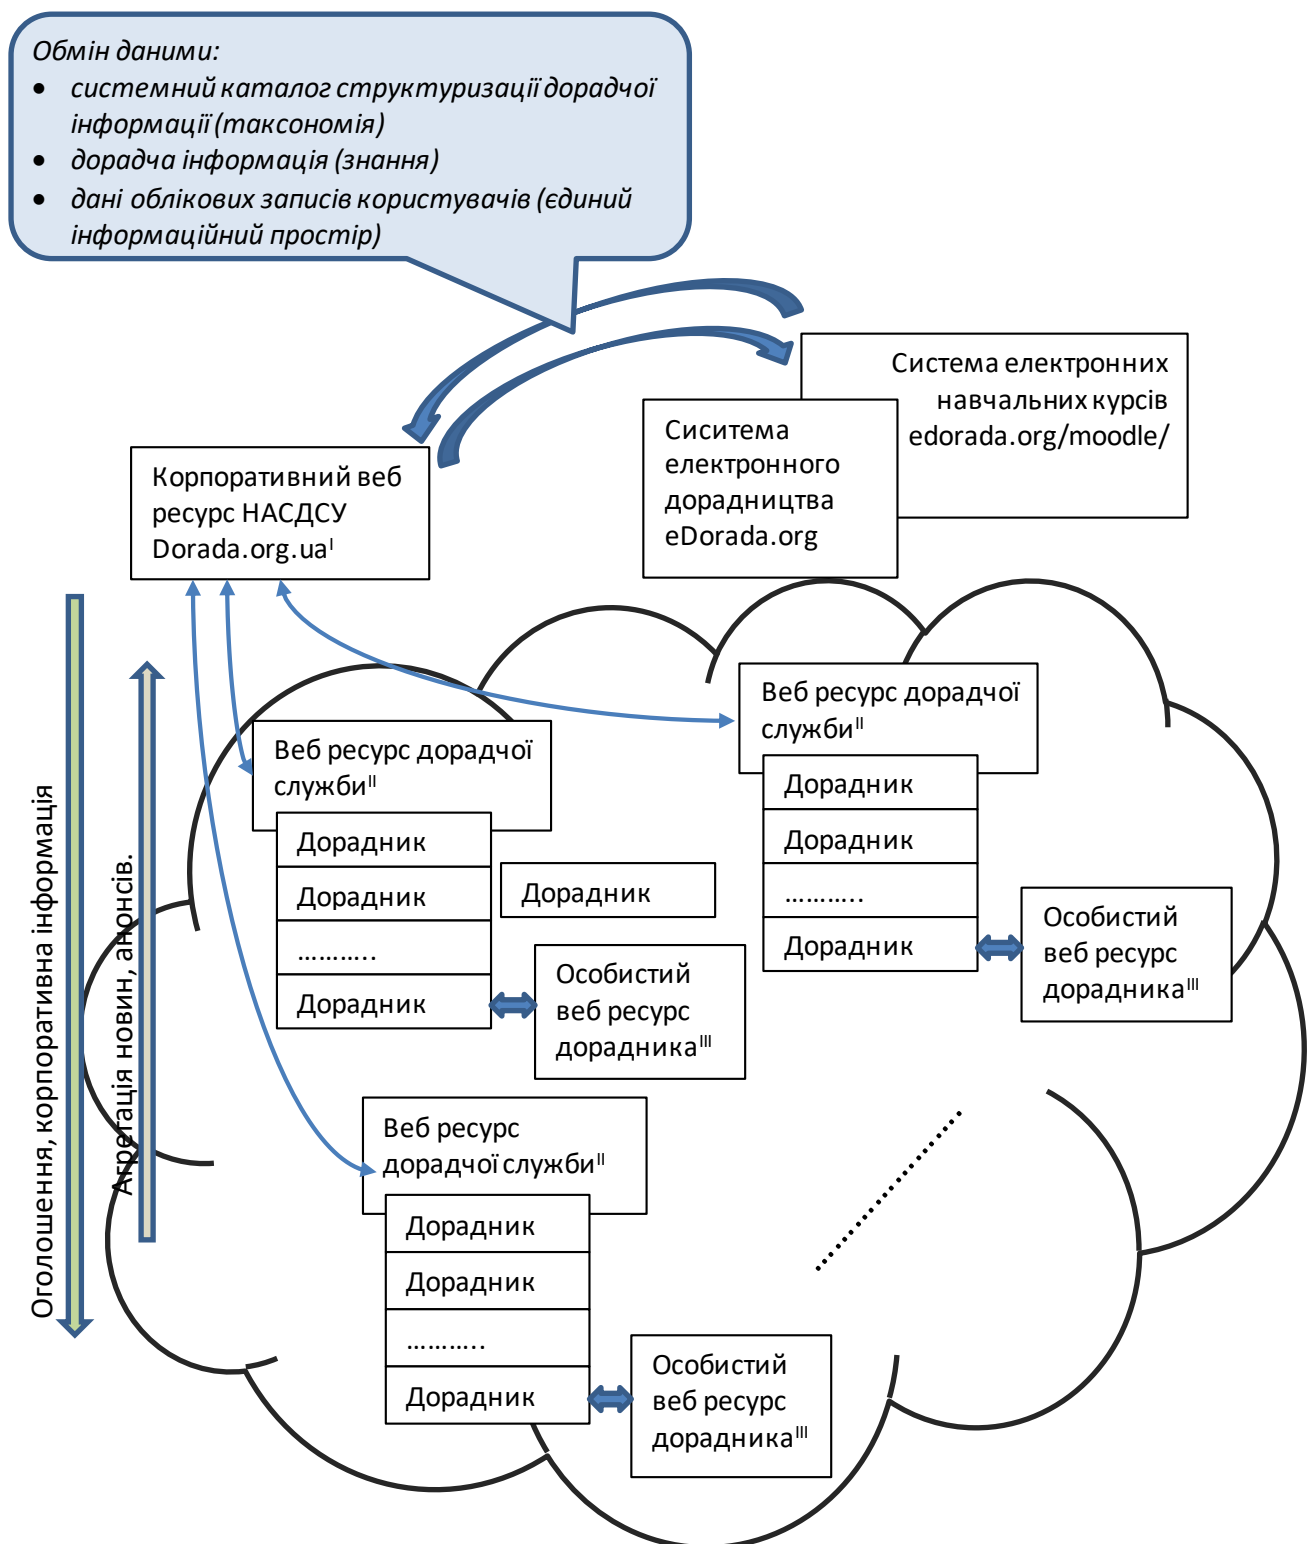 Обмін даними:
• системний каталог структуризації дорадчої
інформації (таксономія)
• дорадча інформація (знання)
• дані облікових записів користувачів (єдиний
інформаційний простір)
Система електронних
навчальних курсів
edorada.org/moodle/
Сиситема
електронного
дорадництва
eDorada.org
Корпоративний веб
ресурс НАСДСУ
Dorada.org.uaᴵ
Оголошення, корпоративна інформація
Агрегація новин, анонсів.
Веб ресурс дорадчої
службиᴵᴵ
Дорадник
Дорадник
………..
Дорадник
Особистий
веб ресурс
дорадникаᴵᴵᴵ
Веб ресурс дорадчої
службиᴵᴵ
Дорадник
Дорадник
………..
Дорадник
Дорадник
Особистий
веб ресурс
дорадникаᴵᴵᴵ
Веб ресурс
дорадчої службиᴵᴵ
Дорадник
Дорадник
………..
Дорадник
Особистий
веб ресурс
дорадникаᴵᴵᴵ